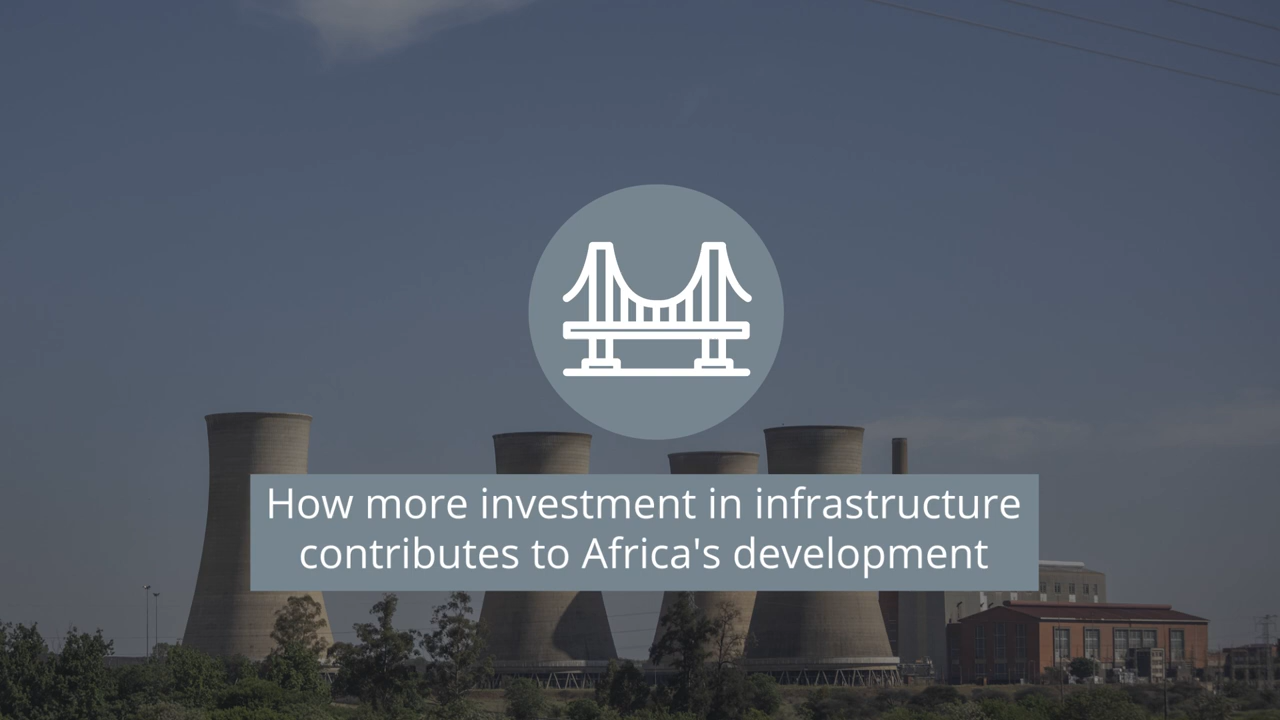 How more investment in infrastructure
contributes to Africa's development